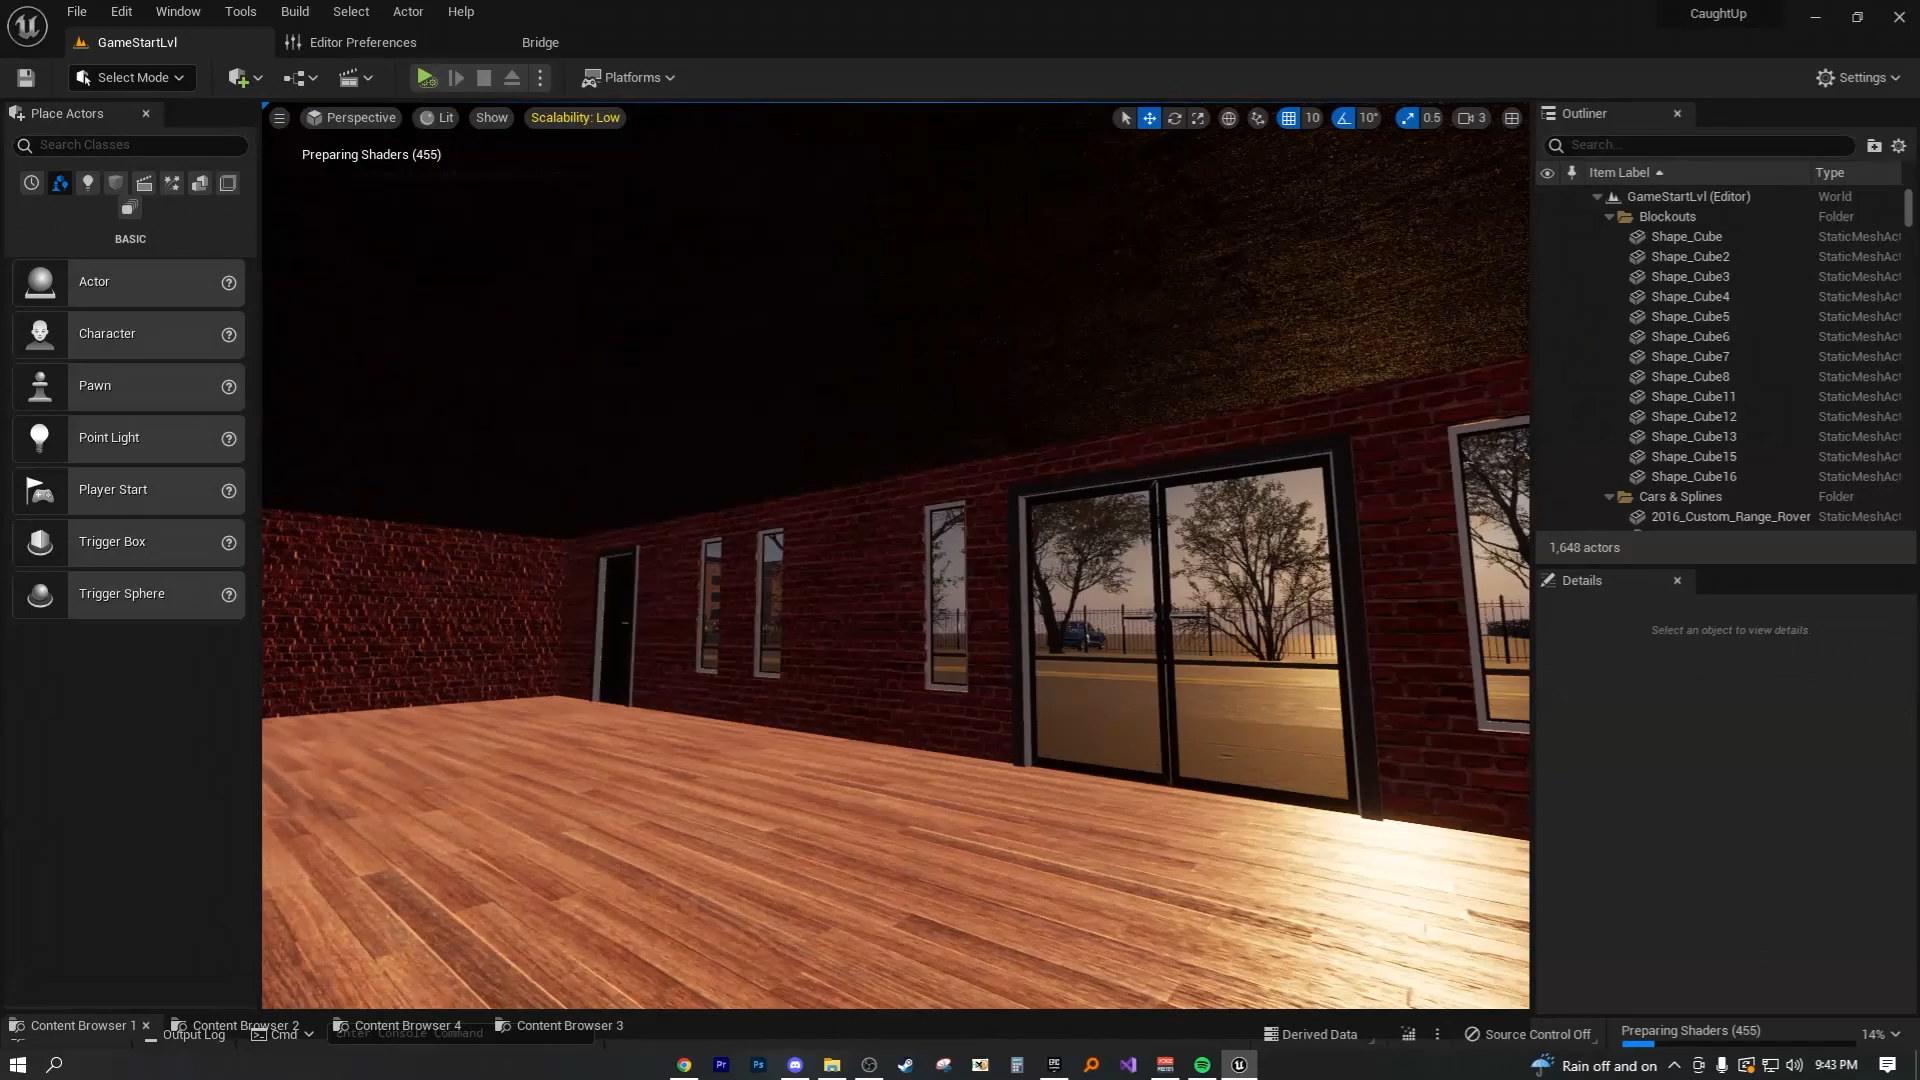 File Edit Window Tools Build Select Actor Help
CaughtUp
GameStartLvl
Editor Preferences
Bridge
Select Mode
Platforms
Settings
Place Actors
Search Classes
BASIC
Actor
Character
Pawn
Point Light
Player Start
Trigger Box
Trigger Sphere
Perspective
Lit
Show
Scalability: Low
10
10°
0.5
3
Preparing Shaders (455)
Outliner
Search...
Item Label
Type
GameStartLvl (Editor) World
Blockouts Folder
Shape_Cube StaticMeshAct
Shape_Cube2 StaticMeshAct
Shape_Cube3 StaticMeshAct
Shape_Cube4 StaticMeshAct
Shape_Cube5 StaticMeshAct
Shape_Cube6 StaticMeshAct
Shape_Cube7 StaticMeshAct
Shape_Cube8 StaticMeshAct
Shape_Cube11 StaticMeshAct
Shape_Cube12 StaticMeshAct
Shape_Cube13 StaticMeshAct
Shape_Cube15 StaticMeshAct
Shape_Cube16 StaticMeshAct
Cars & Splines Folder
2016_Custom_Range_Rover StaticMeshAct
1,648 actors
Details
Select an object to view details.
Content Browser 1
Content Browser 2
Content Browser 4
Content Browser 3
Output Log
Cmd
Enter Console Command
Derived Data
Source Control Off
Preparing Shaders (455)
14%
Pr
Ps
EPIC
Rain off and on
9:43 PM